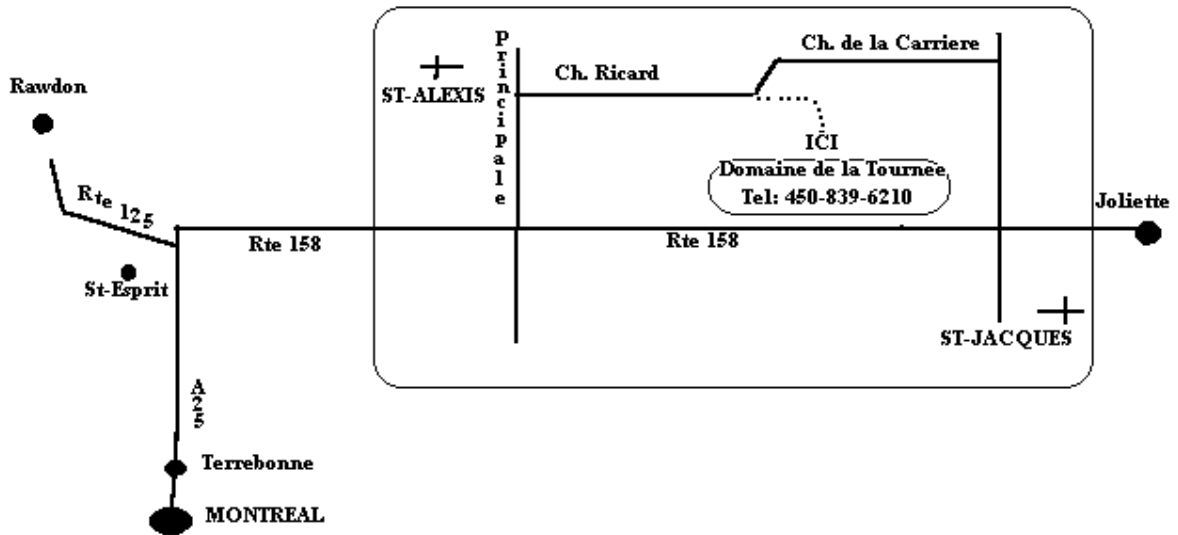 Principale
Ch. de la Carriere
Ch. Ricard
Rawdon
ST-ALEXIS
ICI
Domaine de la Tournee
Tel: 450-839-6210
Rte 125
Joliette
Rte 158
Rte 158
St-Esprit
ST-JACQUES
A25
Terrebonne
MONTREAL